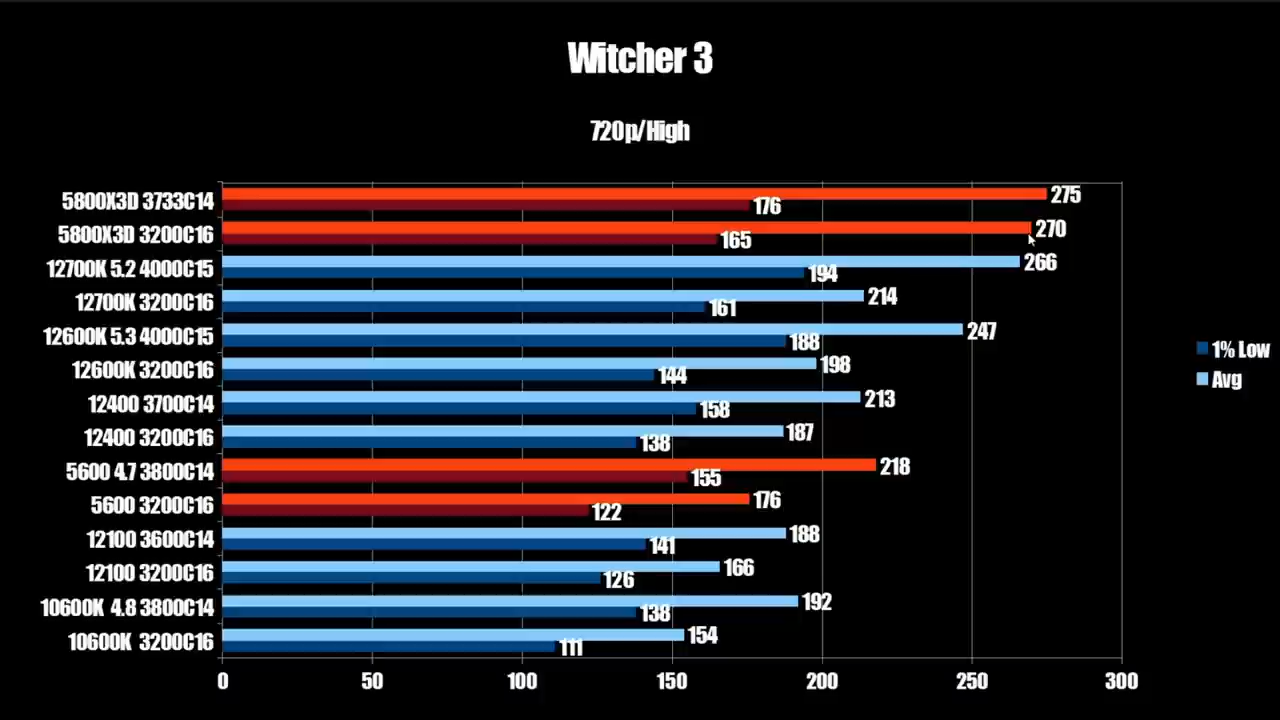 Witcher 3
720p/High
5800X3D 3733C14 275
176
5800X3D 3200C16 270
165
12700K 5.2 4000C15 266
194
12700K 3200C16 214
161
12600K 5.3 4000C15 247
188
12600K 3200C16 198
144
12400 3700C14 213
158
12400 3200C16 187
138
5600 4.7 3800C14 218
155
5600 3200C16 176
122
12100 3600C14 188
141
12100 3200C16 166
126
10600K 4.8 3800C14 192
138
10600K 3200C16 154
111
1% Low
Avg
0 50 100 150 200 250 300